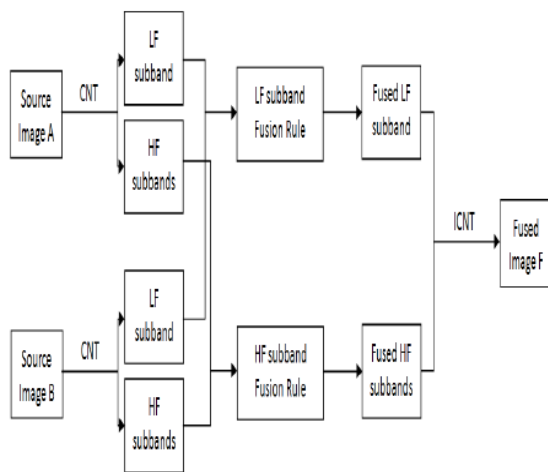 LF
subband
CNT
Source
Image A
HF
subbands
LF subband
Fusion Rule
Fused LF
subband
ICNT
Fused
Image F
LF
subband
CNT
Source
Image B
HF
subbands
HF subband
Fusion Rule
Fused HF
subbands